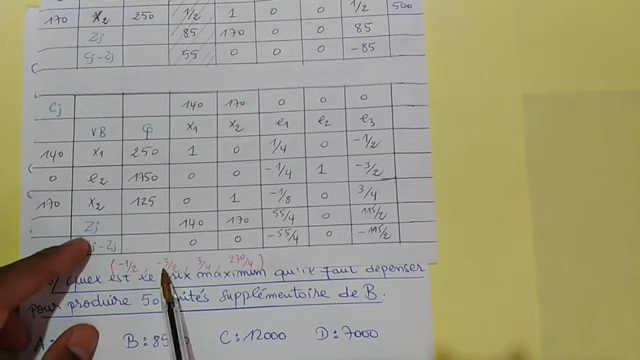 170 x₂ 250 1/2 1 0 0 1/2 500
Zj 85 170 0 0 85
Cj-Zj 55 0 0 0 -85
Cj 140 170 0 0 0
VB Q x₁ x₂ e₁ e₂ e₃
140 x₁ 250 1 0 1/4 0 -1/2
0 e₂ 1750 0 0 -1/4 1 -3/2
170 x₂ 125 0 1 -1/8 0 3/4
Zj 140 170 55/4 0 115/2
-Zj 0 0 -55/4 0 -115/2
(-1/2, -3/2, 3/4, 230/4)
Quel est le prix maximum qu'il faut dépenser
pour produire 50 unités supplémentoire de B.
A: B: C: 12000 D: 7000